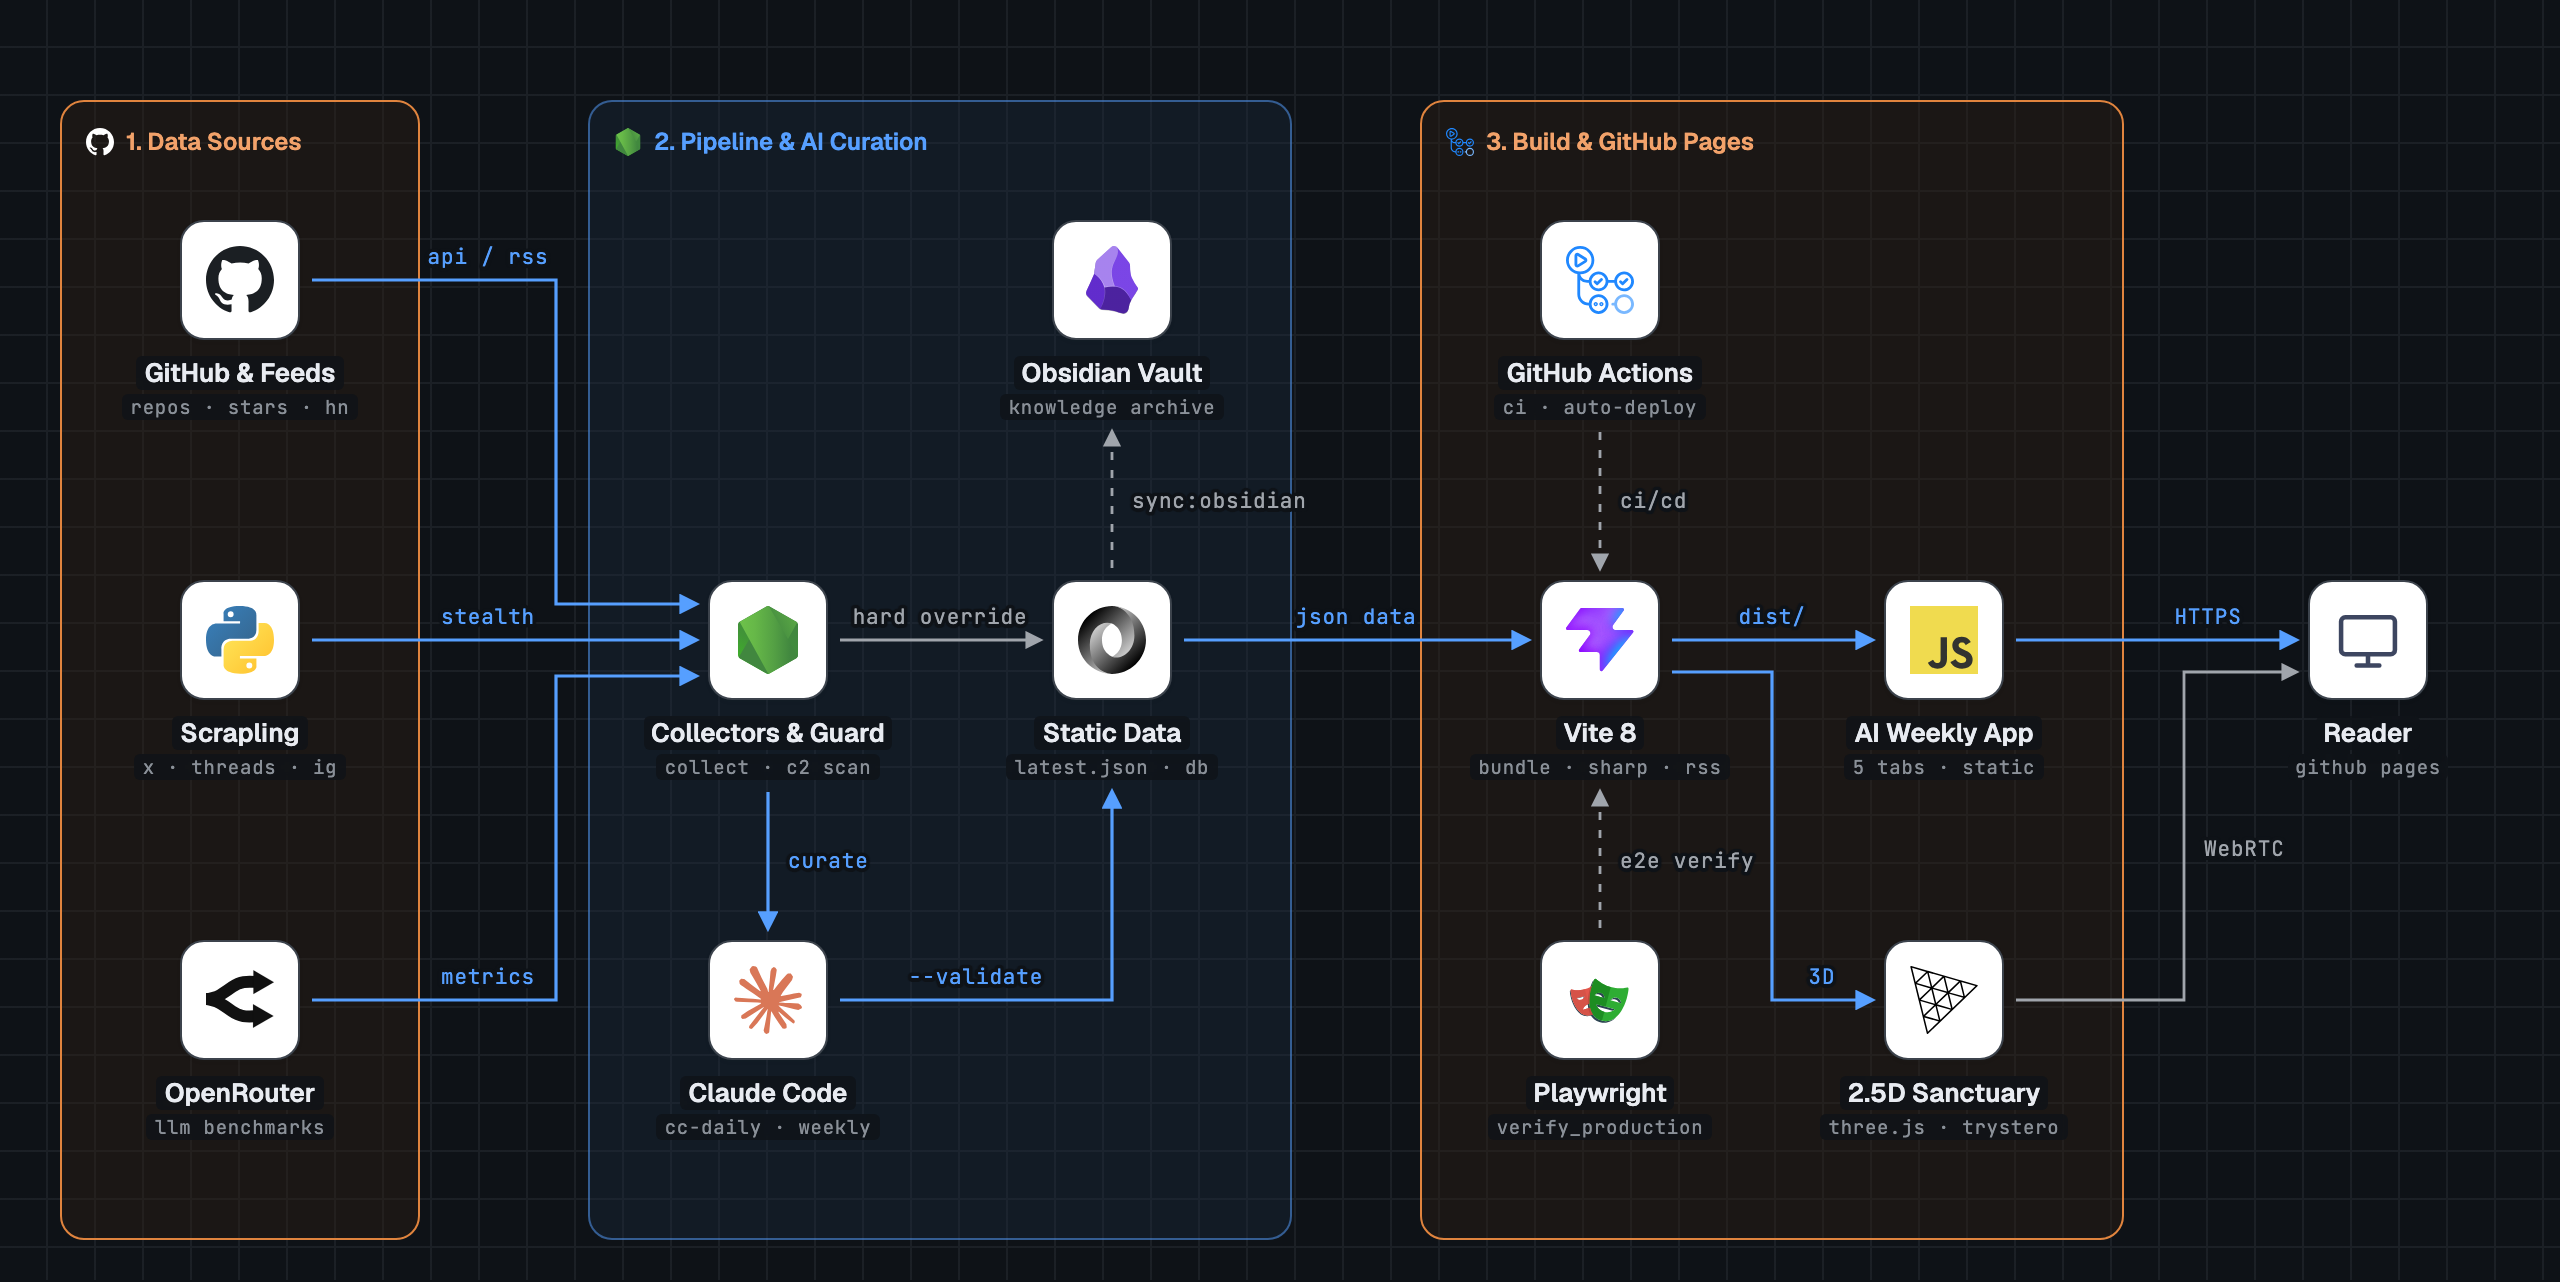 1. Data Sources
GitHub & Feeds
repos · stars · hn
Scrapling
x · threads · ig
OpenRouter
llm benchmarks
api / rss
stealth
metrics
2. Pipeline & AI Curation
Obsidian Vault
knowledge archive
sync:obsidian
Collectors & Guard
collect · c2 scan
hard override
Static Data
latest.json · db
curate
Claude Code
cc-daily · weekly
--validate
json data
3. Build & GitHub Pages
GitHub Actions
ci · auto-deploy
ci/cd
Vite 8
bundle · sharp · rss
dist/
JS
AI Weekly App
5 tabs · static
e2e verify
Playwright
verify_production
3D
2.5D Sanctuary
three.js · trystero
HTTPS
WebRTC
Reader
github pages